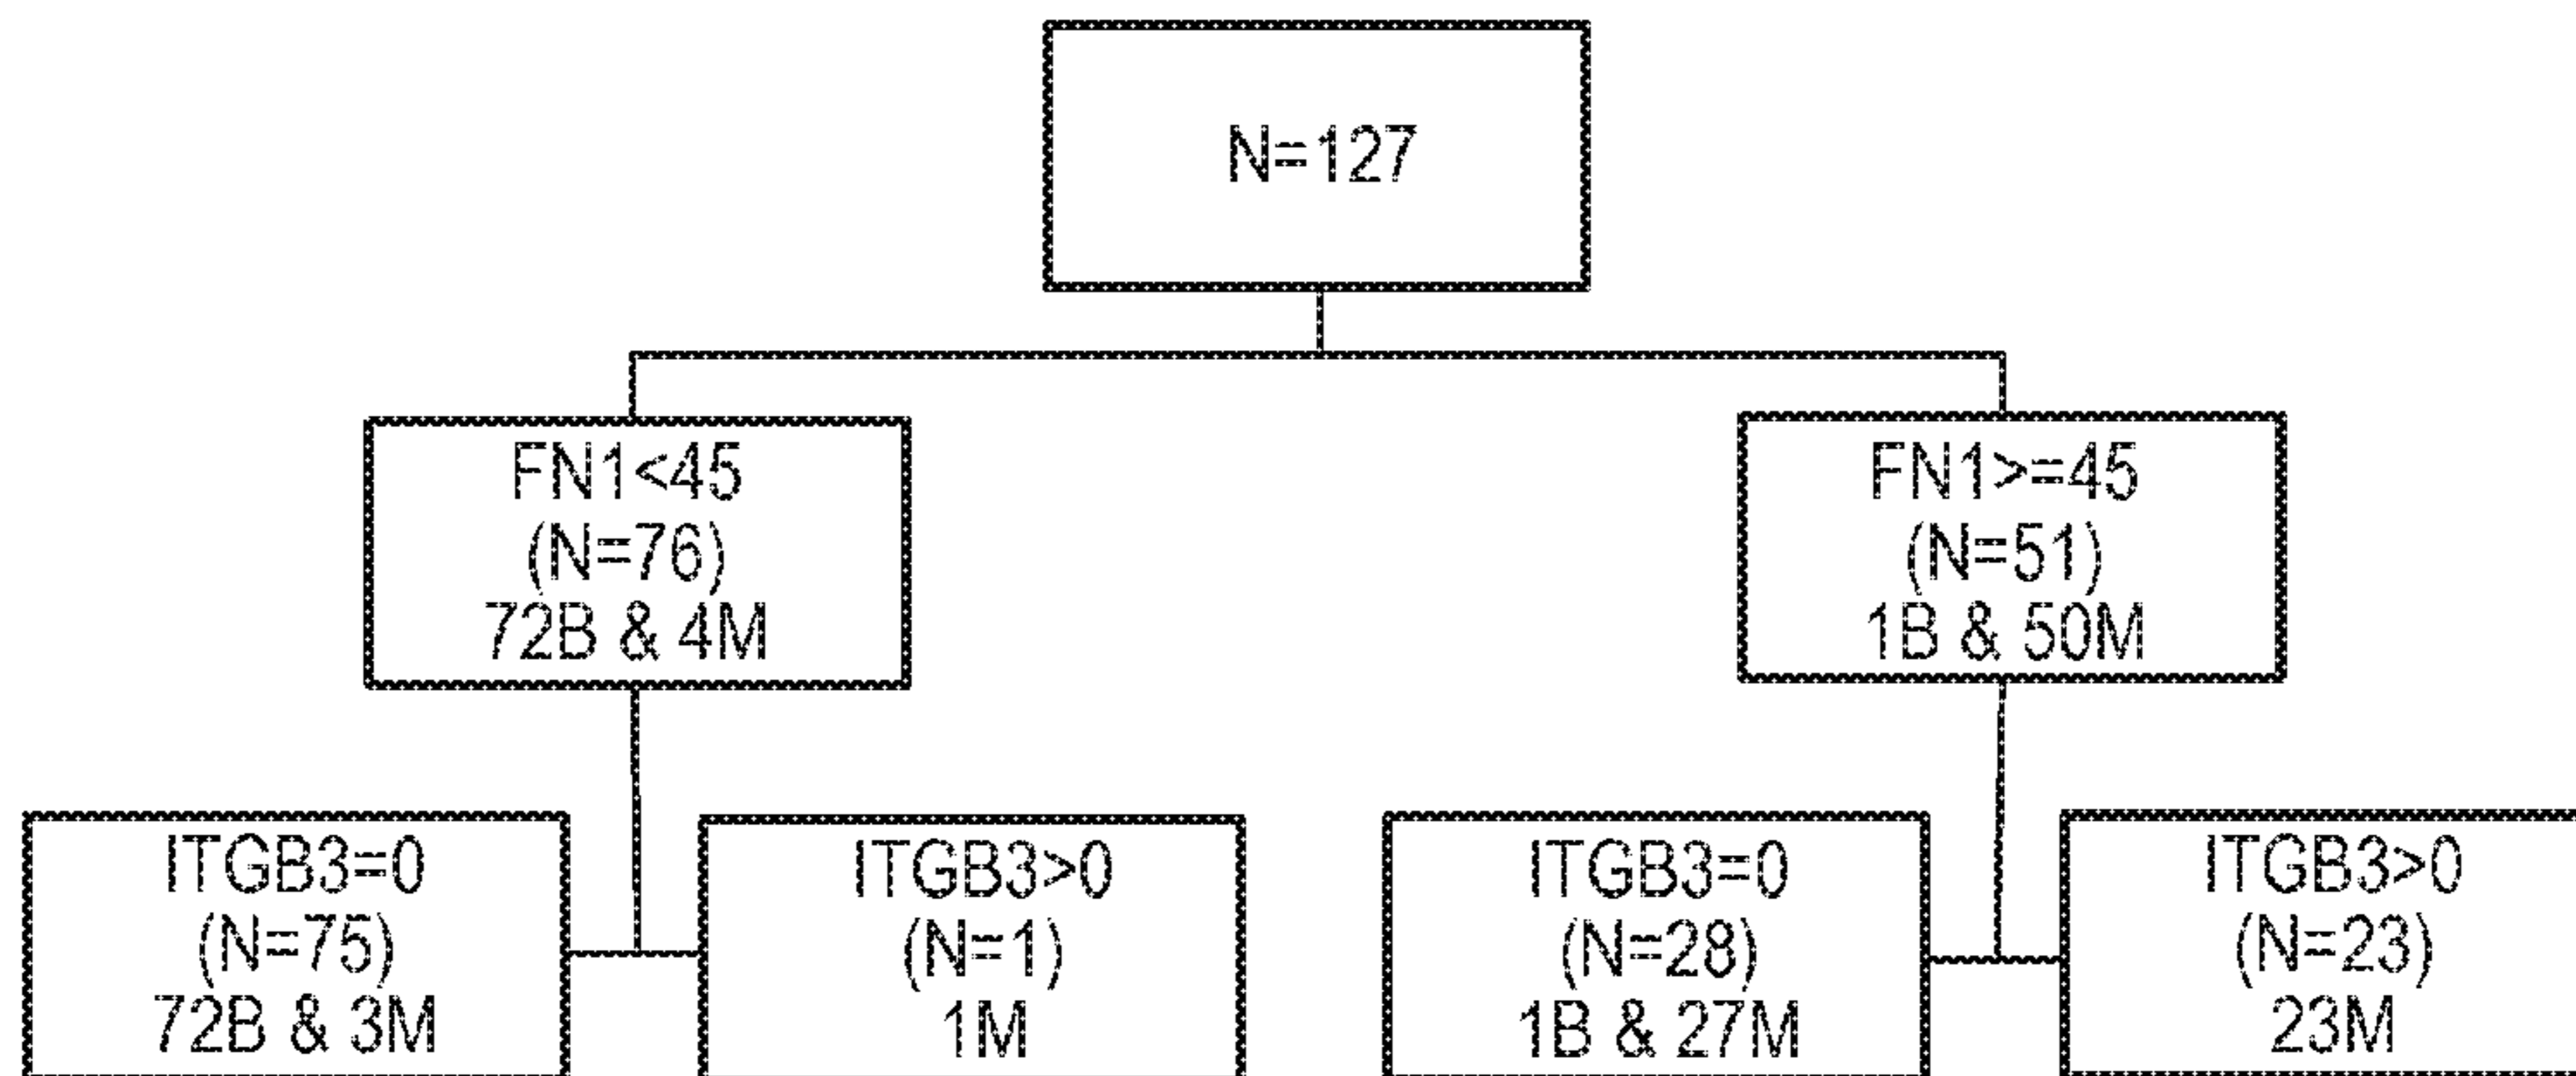 N=127
FN1<45
(N=76)
72B & 4M
FN1>=45
(N=51)
1B & 50M
ITGB3=0
(N=75)
72B & 3M
ITGB3>0
(N=1)
1M
ITGB3=0
(N=28)
1B & 27M
ITGB3>0
(N=23)
23M